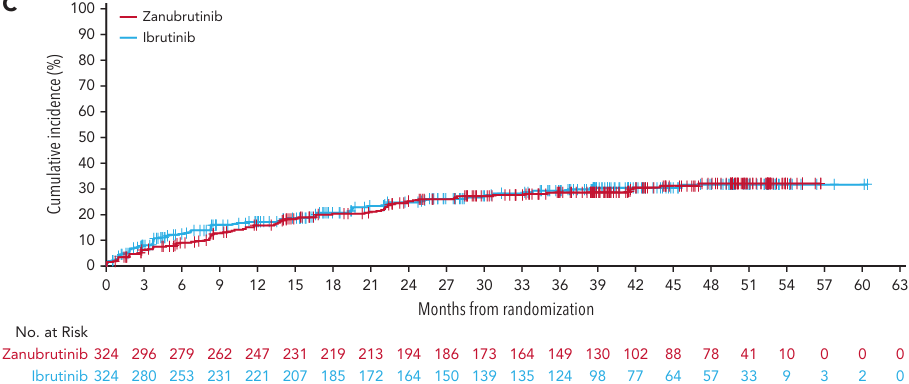 C
100
90
80
70
60
50
40
30
20
10
0
Cumulative incidence (%)
Zanubrutinib
Ibrutinib
0 3 6 9 12 15 18 21 24 27 30 33 36 39 42 45 48 51 54 57 60 63
Months from randomization
No. at Risk
Zanubrutinib 324 296 279 262 247 231 219 213 194 186 173 164 149 130 102 88 78 41 10 0 0 0
Ibrutinib 324 280 253 231 221 207 185 172 164 150 139 135 124 98 77 64 57 33 9 3 2 0